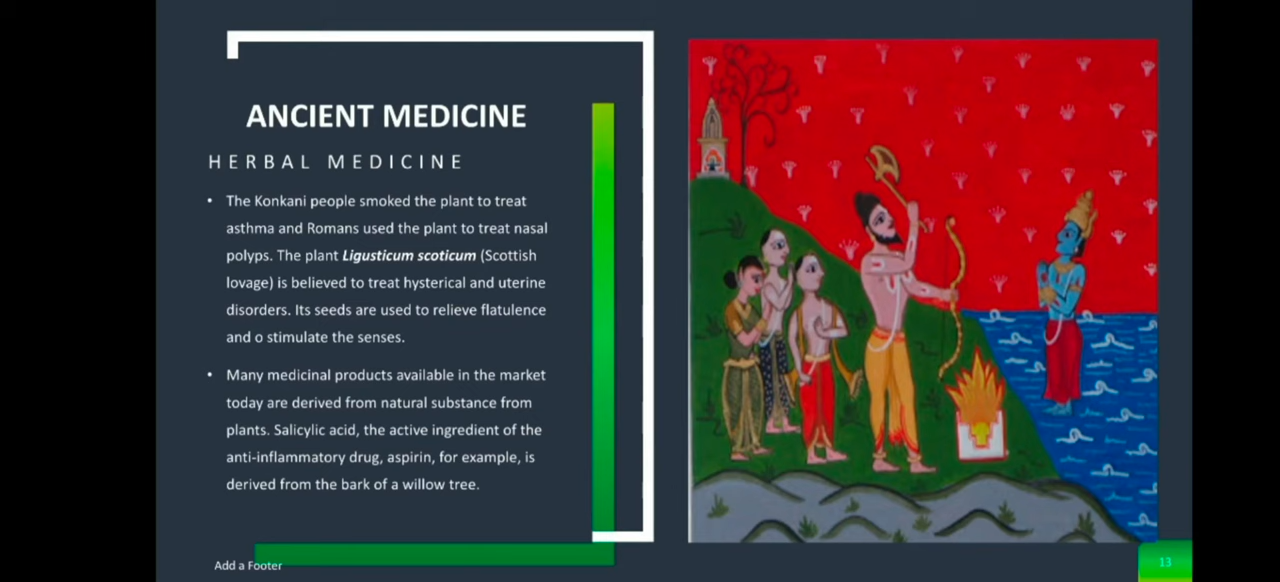 ANCIENT MEDICINE
HERBAL MEDICINE
• The Konkani people smoked the plant to treat
asthma and Romans used the plant to treat nasal
polyps. The plant Ligusticum scoticum (Scottish
lovage) is believed to treat hysterical and uterine
disorders. Its seeds are used to relieve flatulence
and o stimulate the senses.
• Many medicinal products available in the market
today are derived from natural substance from
plants. Salicylic acid, the active ingredient of the
anti-inflammatory drug, aspirin, for example, is
derived from the bark of a willow tree.
Add a Footer
13